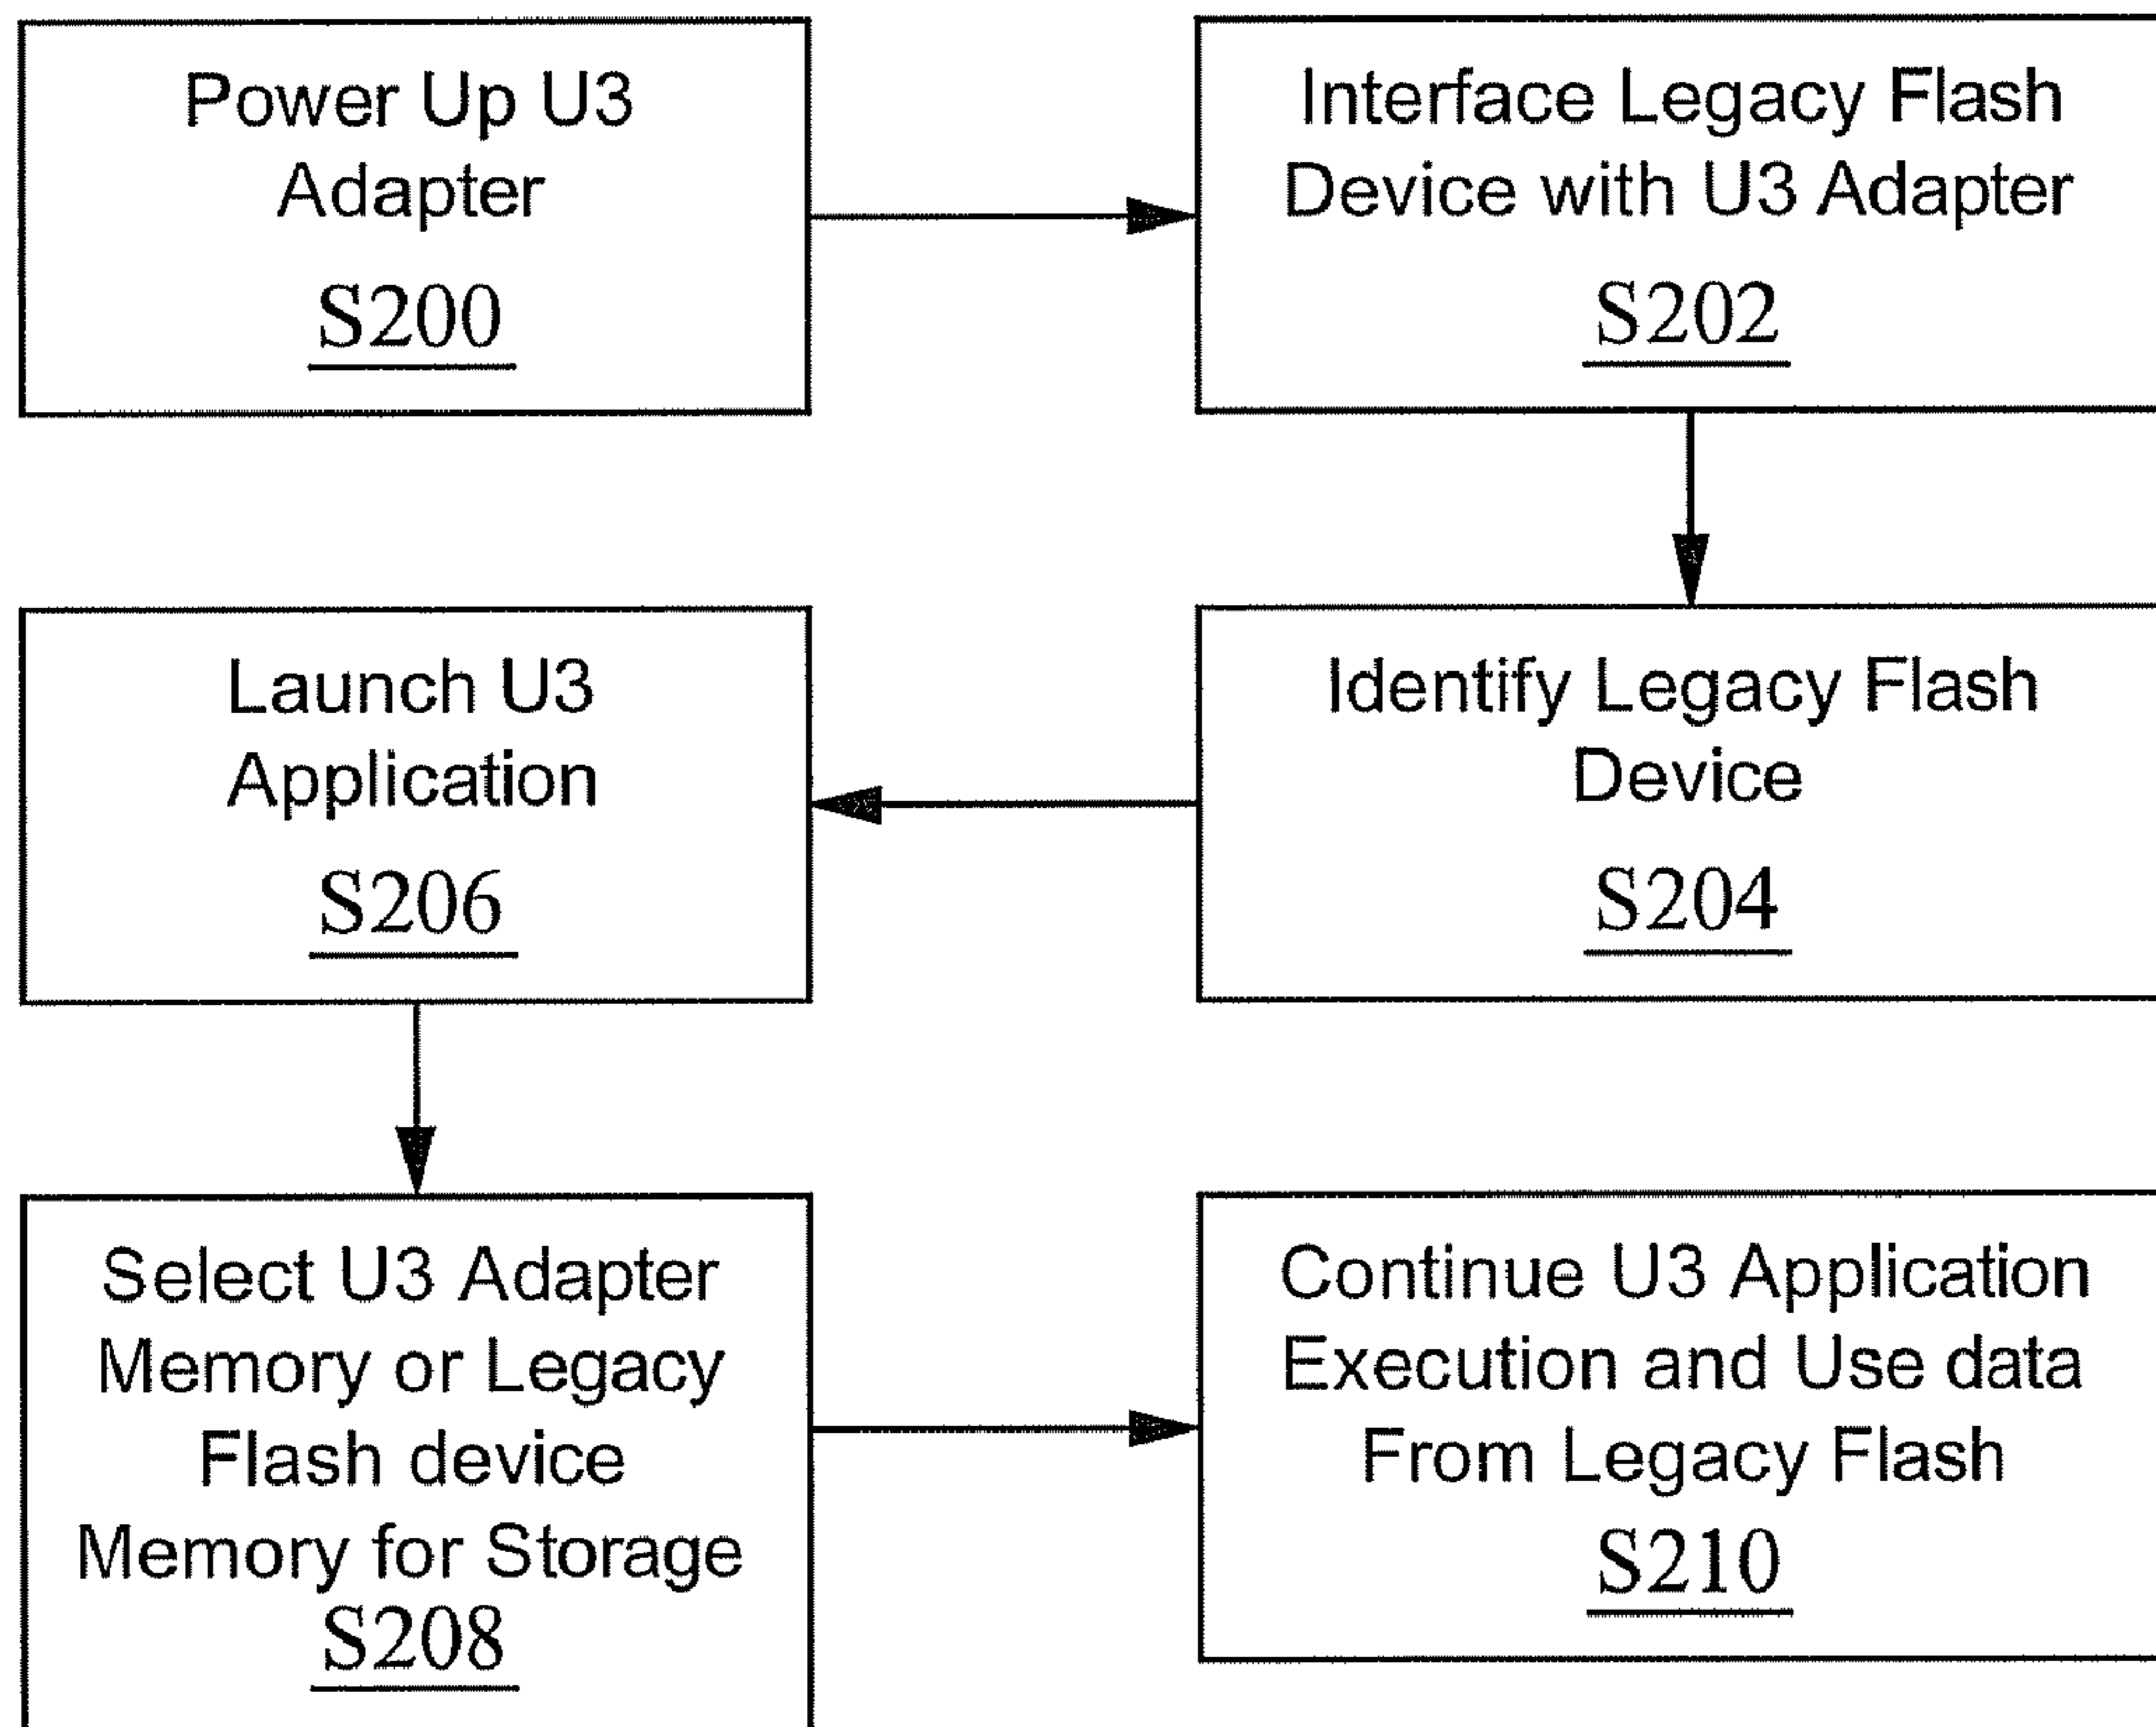 Power Up U3
Adapter
S200
Interface Legacy Flash
Device with U3 Adapter
S202
Identify Legacy Flash
Device
S204
Launch U3
Application
S206
Select U3 Adapter
Memory or Legacy
Flash device
Memory for Storage
S208
Continue U3 Application
Execution and Use data
From Legacy Flash
S210